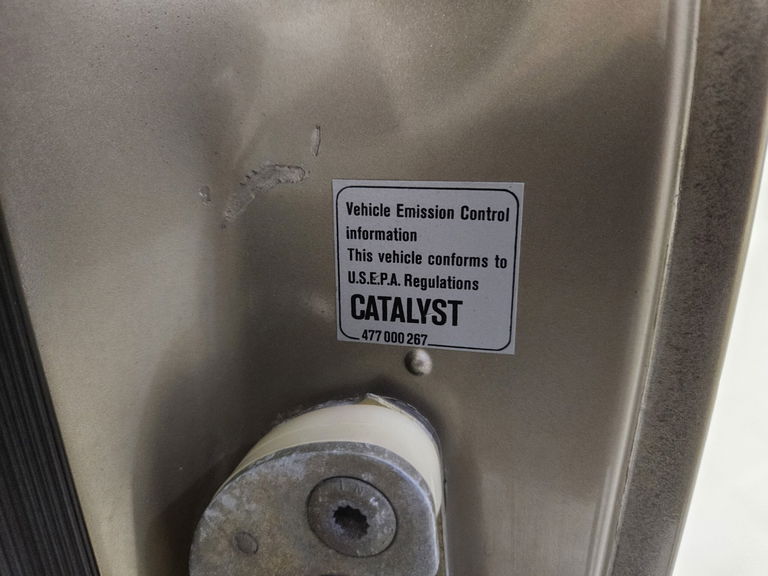 Vehicle Emission Control
information
This vehicle conforms to
U.S.E.P.A. Regulations
CATALYST
477 000 267